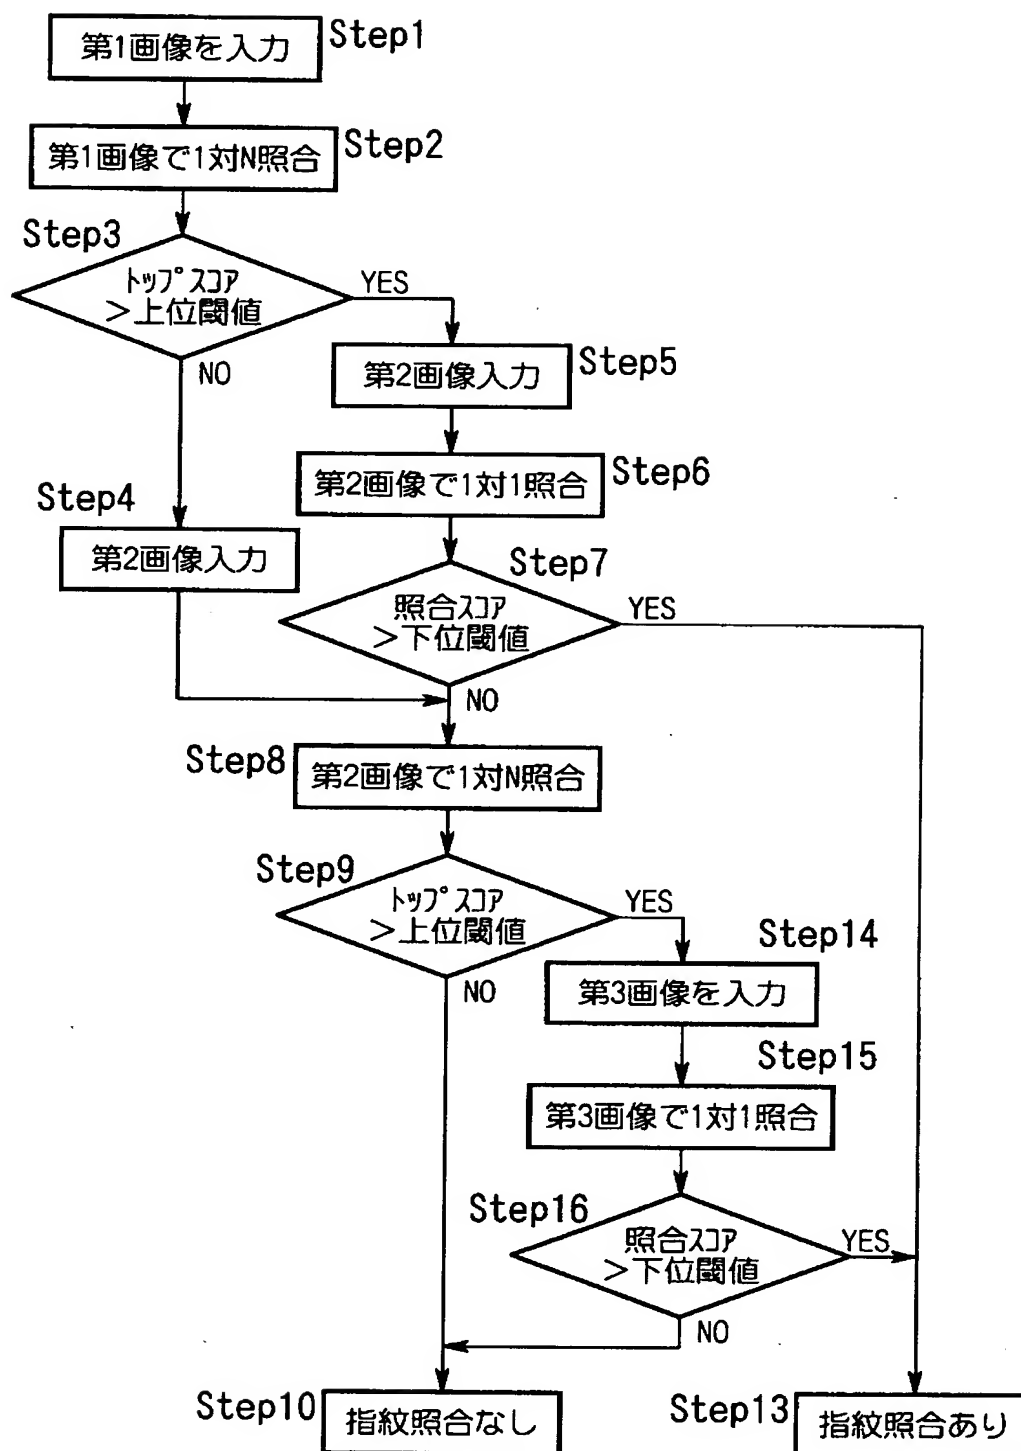 第1画像を入力
Step1
第1画像で1対N照合
Step2
Step3
ﾄｯﾌﾟｽｺｱ
＞上位閾値
YES
NO
第2画像入力
Step5
第2画像で1対1照合
Step6
Step4
第2画像入力
Step7
照合ｽｺｱ
＞下位閾値
YES
NO
Step8
第2画像で1対N照合
Step9
ﾄｯﾌﾟｽｺｱ
＞上位閾値
YES
NO
Step14
第3画像を入力
Step15
第3画像で1対1照合
Step16
照合ｽｺｱ
＞下位閾値
YES
NO
Step10
指紋照合なし
Step13
指紋照合あり